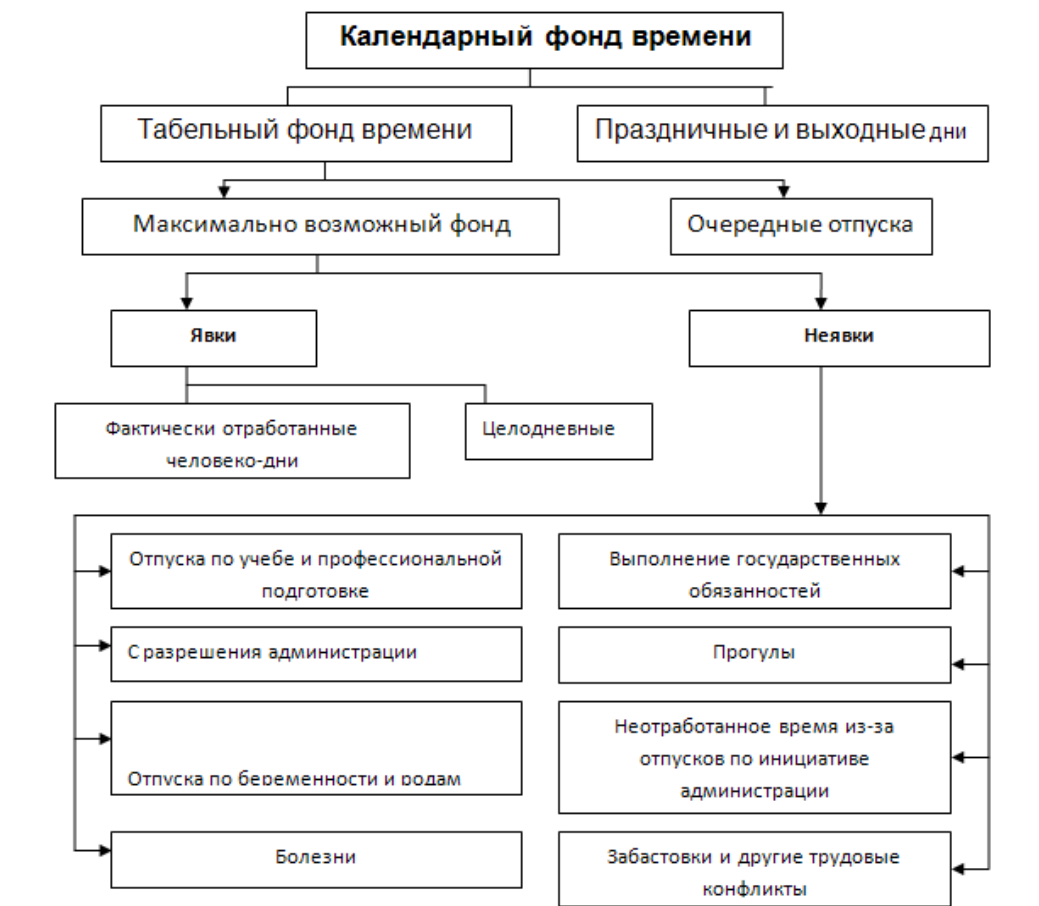 Календарный фонд времени
Табельный фонд времени
Праздничные и выходные дни
Максимально возможный фонд
Очередные отпуска
Явки
Неявки
Фактически отработанные
человеко-дни
Целодневные
Отпуска по учебе и профессиональной
подготовке
Выполнение государственных
обязанностей
С разрешения администрации
Прогулы
Отпуска по беременности и родам
Неотработанное время из-за
отпусков по инициативе
администрации
Болезни
Забастовки и другие трудовые
конфликты